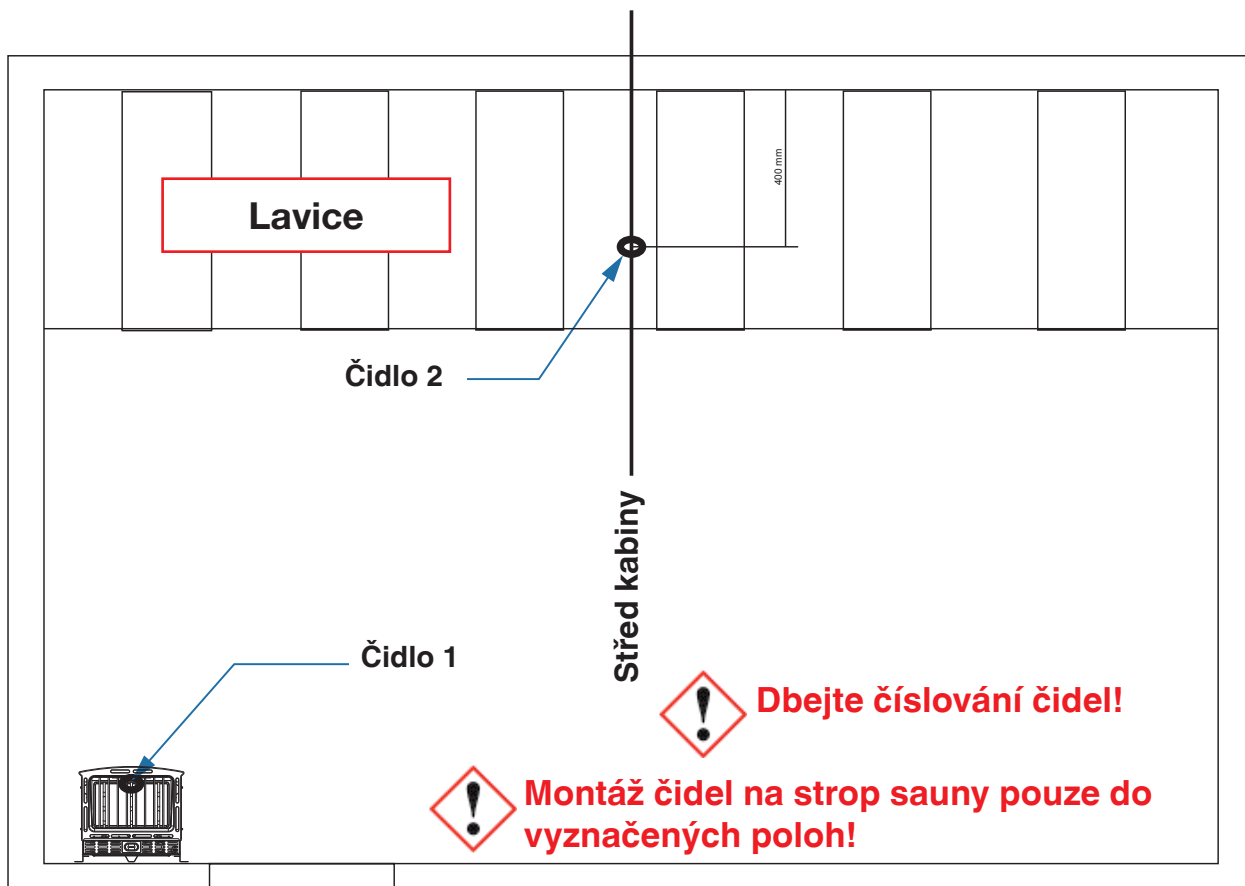 400 mm
Lavice
Čidlo 2
Střed kabiny
Čidlo 1
Dbejte číslování čidel!
Montáž čidel na strop sauny pouze do
vyznačených poloh!